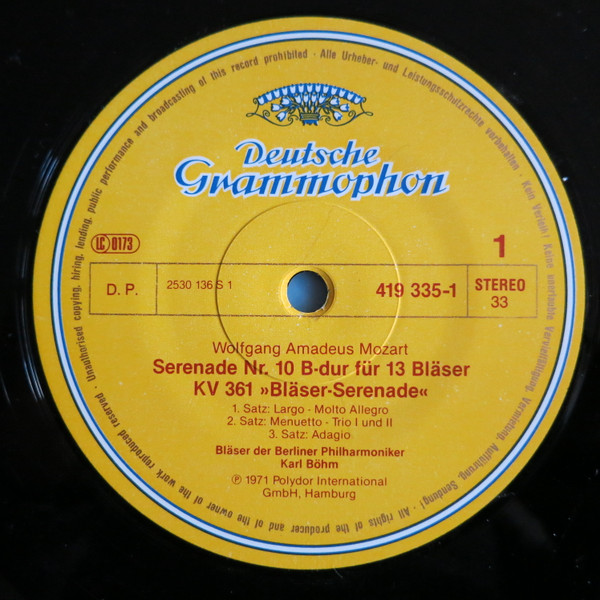 Unauthorised copying, hiring, lending, public performance and broadcasting of this record prohibited · Alle Urheber- und Leistungsschutzrechte vorbehalten · Kein Verleih! Keine unerlaubte Vervielfältigung, Vermietung, Aufführung, Sendung! · All rights of the producer and of the owner of the work reproduced reserved ·
Deutsche
Grammophon
LC 0173
1
D. P.
2530 136 S 1
419 335-1
STEREO
33
Wolfgang Amadeus Mozart
Serenade Nr. 10 B-dur für 13 Bläser
KV 361 »Bläser-Serenade«
1. Satz: Largo - Molto Allegro
2. Satz: Menuetto - Trio I und II
3. Satz: Adagio
Bläser der Berliner Philharmoniker
Karl Böhm
℗ 1971 Polydor International
GmbH, Hamburg